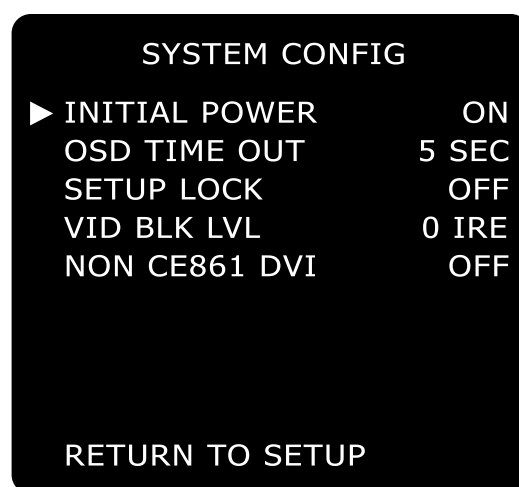 SYSTEM CONFIG
▶ INITIAL POWER ON
OSD TIME OUT 5 SEC
SETUP LOCK OFF
VID BLK LVL 0 IRE
NON CE861 DVI OFF
RETURN TO SETUP